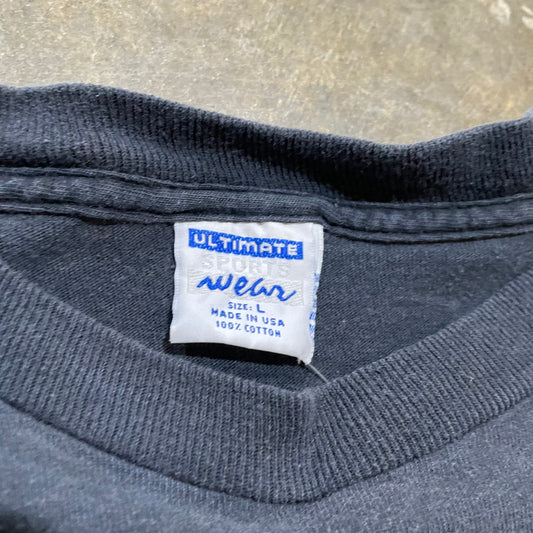 ULTIMATE
SPORTS
wear
SIZE: L
MADE IN USA
100% COTTON